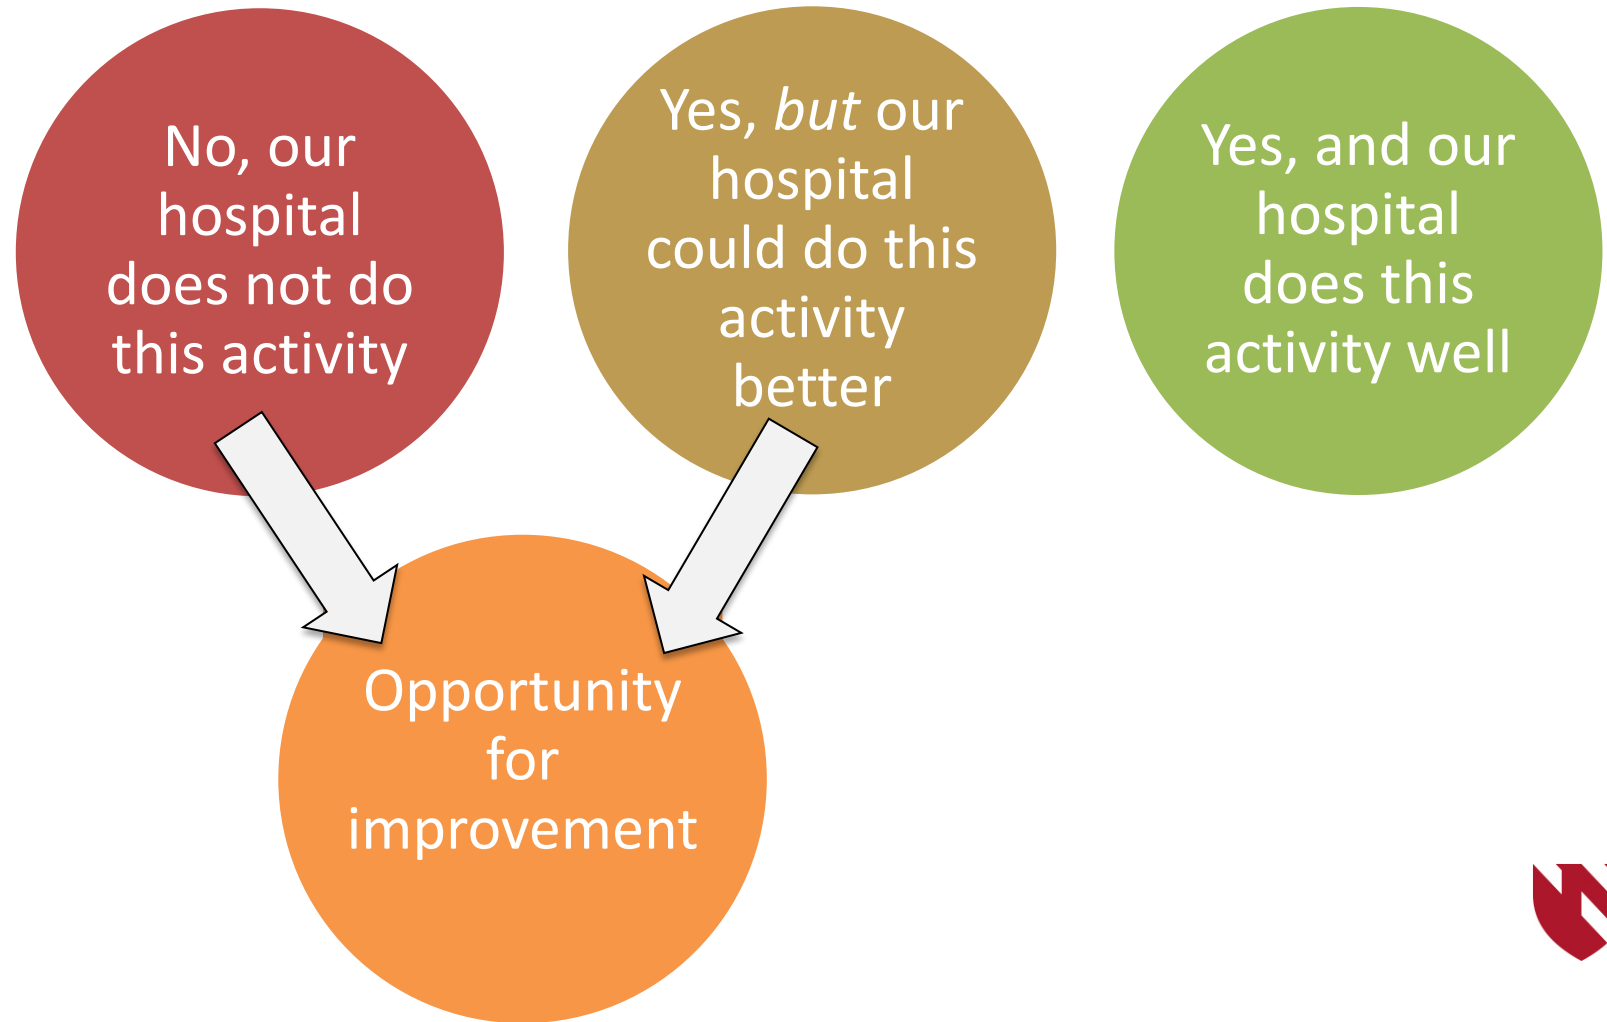 No, our
hospital
does not do
this activity
Yes, but our
hospital
could do this
activity
better
Yes, and our
hospital
does this
activity well
Opportunity
for
improvement